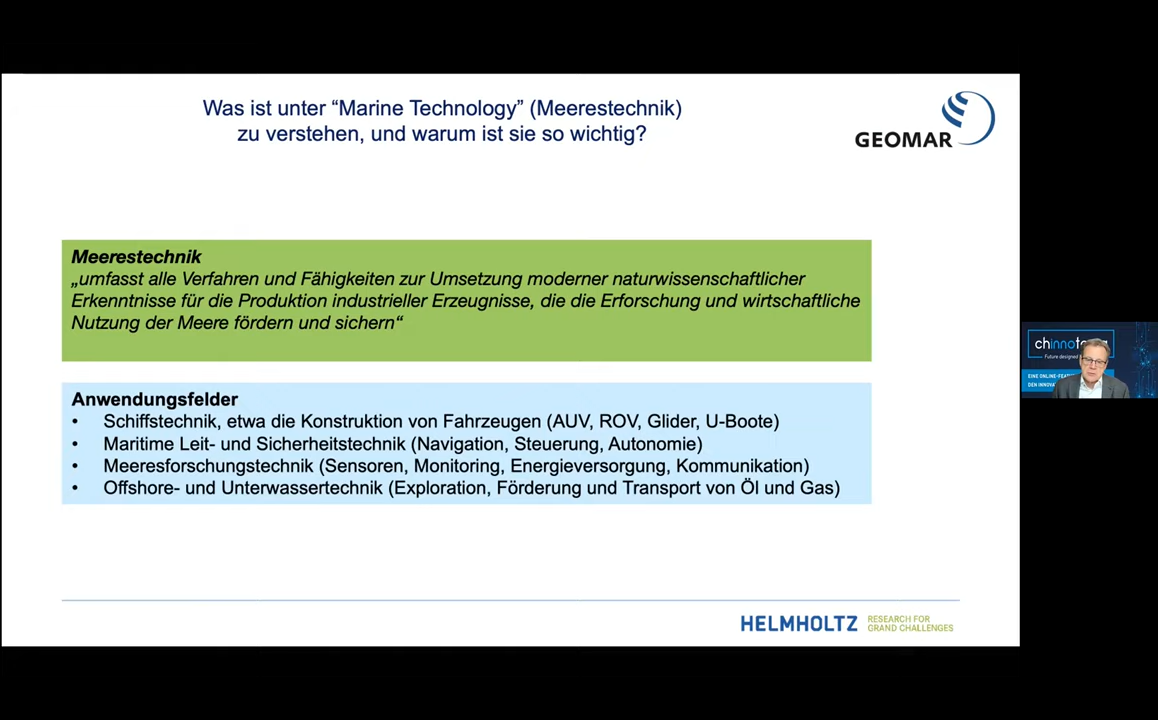 Was ist unter “Marine Technology” (Meerestechnik)
zu verstehen, und warum ist sie so wichtig?
GEOMAR
Meerestechnik
„umfasst alle Verfahren und Fähigkeiten zur Umsetzung moderner naturwissenschaftlicher
Erkenntnisse für die Produktion industrieller Erzeugnisse, die die Erforschung und wirtschaftliche
Nutzung der Meere fördern und sichern“
Anwendungsfelder
• Schiffstechnik, etwa die Konstruktion von Fahrzeugen (AUV, ROV, Glider, U-Boote)
• Maritime Leit- und Sicherheitstechnik (Navigation, Steuerung, Autonomie)
• Meeresforschungstechnik (Sensoren, Monitoring, Energieversorgung, Kommunikation)
• Offshore- und Unterwassertechnik (Exploration, Förderung und Transport von Öl und Gas)
HELMHOLTZ
RESEARCH FOR
GRAND CHALLENGES
Future designed
DEN